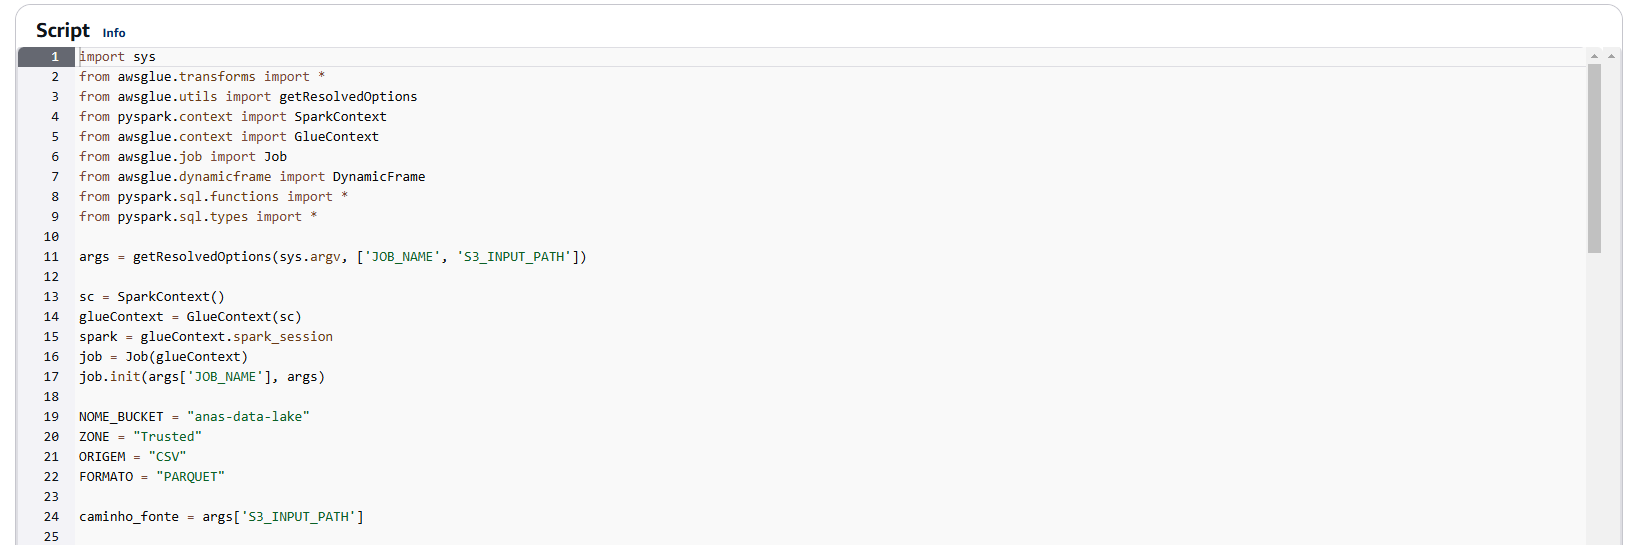 Script Info
1 import sys
2 from awsglue.transforms import *
3 from awsglue.utils import getResolvedOptions
4 from pyspark.context import SparkContext
5 from awsglue.context import GlueContext
6 from awsglue.job import Job
7 from awsglue.dynamicframe import DynamicFrame
8 from pyspark.sql.functions import *
9 from pyspark.sql.types import *
10
11 args = getResolvedOptions(sys.argv, ['JOB_NAME', 'S3_INPUT_PATH'])
12
13 sc = SparkContext()
14 glueContext = GlueContext(sc)
15 spark = glueContext.spark_session
16 job = Job(glueContext)
17 job.init(args['JOB_NAME'], args)
18
19 NOME_BUCKET = "anas-data-lake"
20 ZONE = "Trusted"
21 ORIGEM = "CSV"
22 FORMATO = "PARQUET"
23
24 caminho_fonte = args['S3_INPUT_PATH']
25